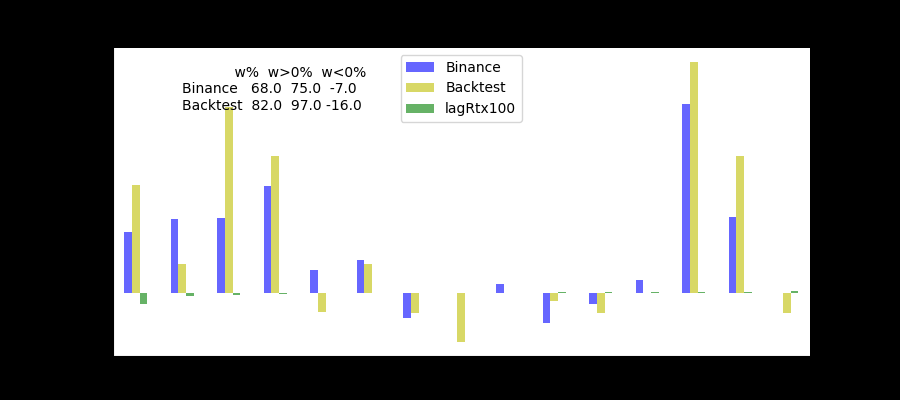 w%  w>0%  w<0%
Binance   68.0  75.0  -7.0
Backtest  82.0  97.0 -16.0
Binance
Backtest
lagRtx100